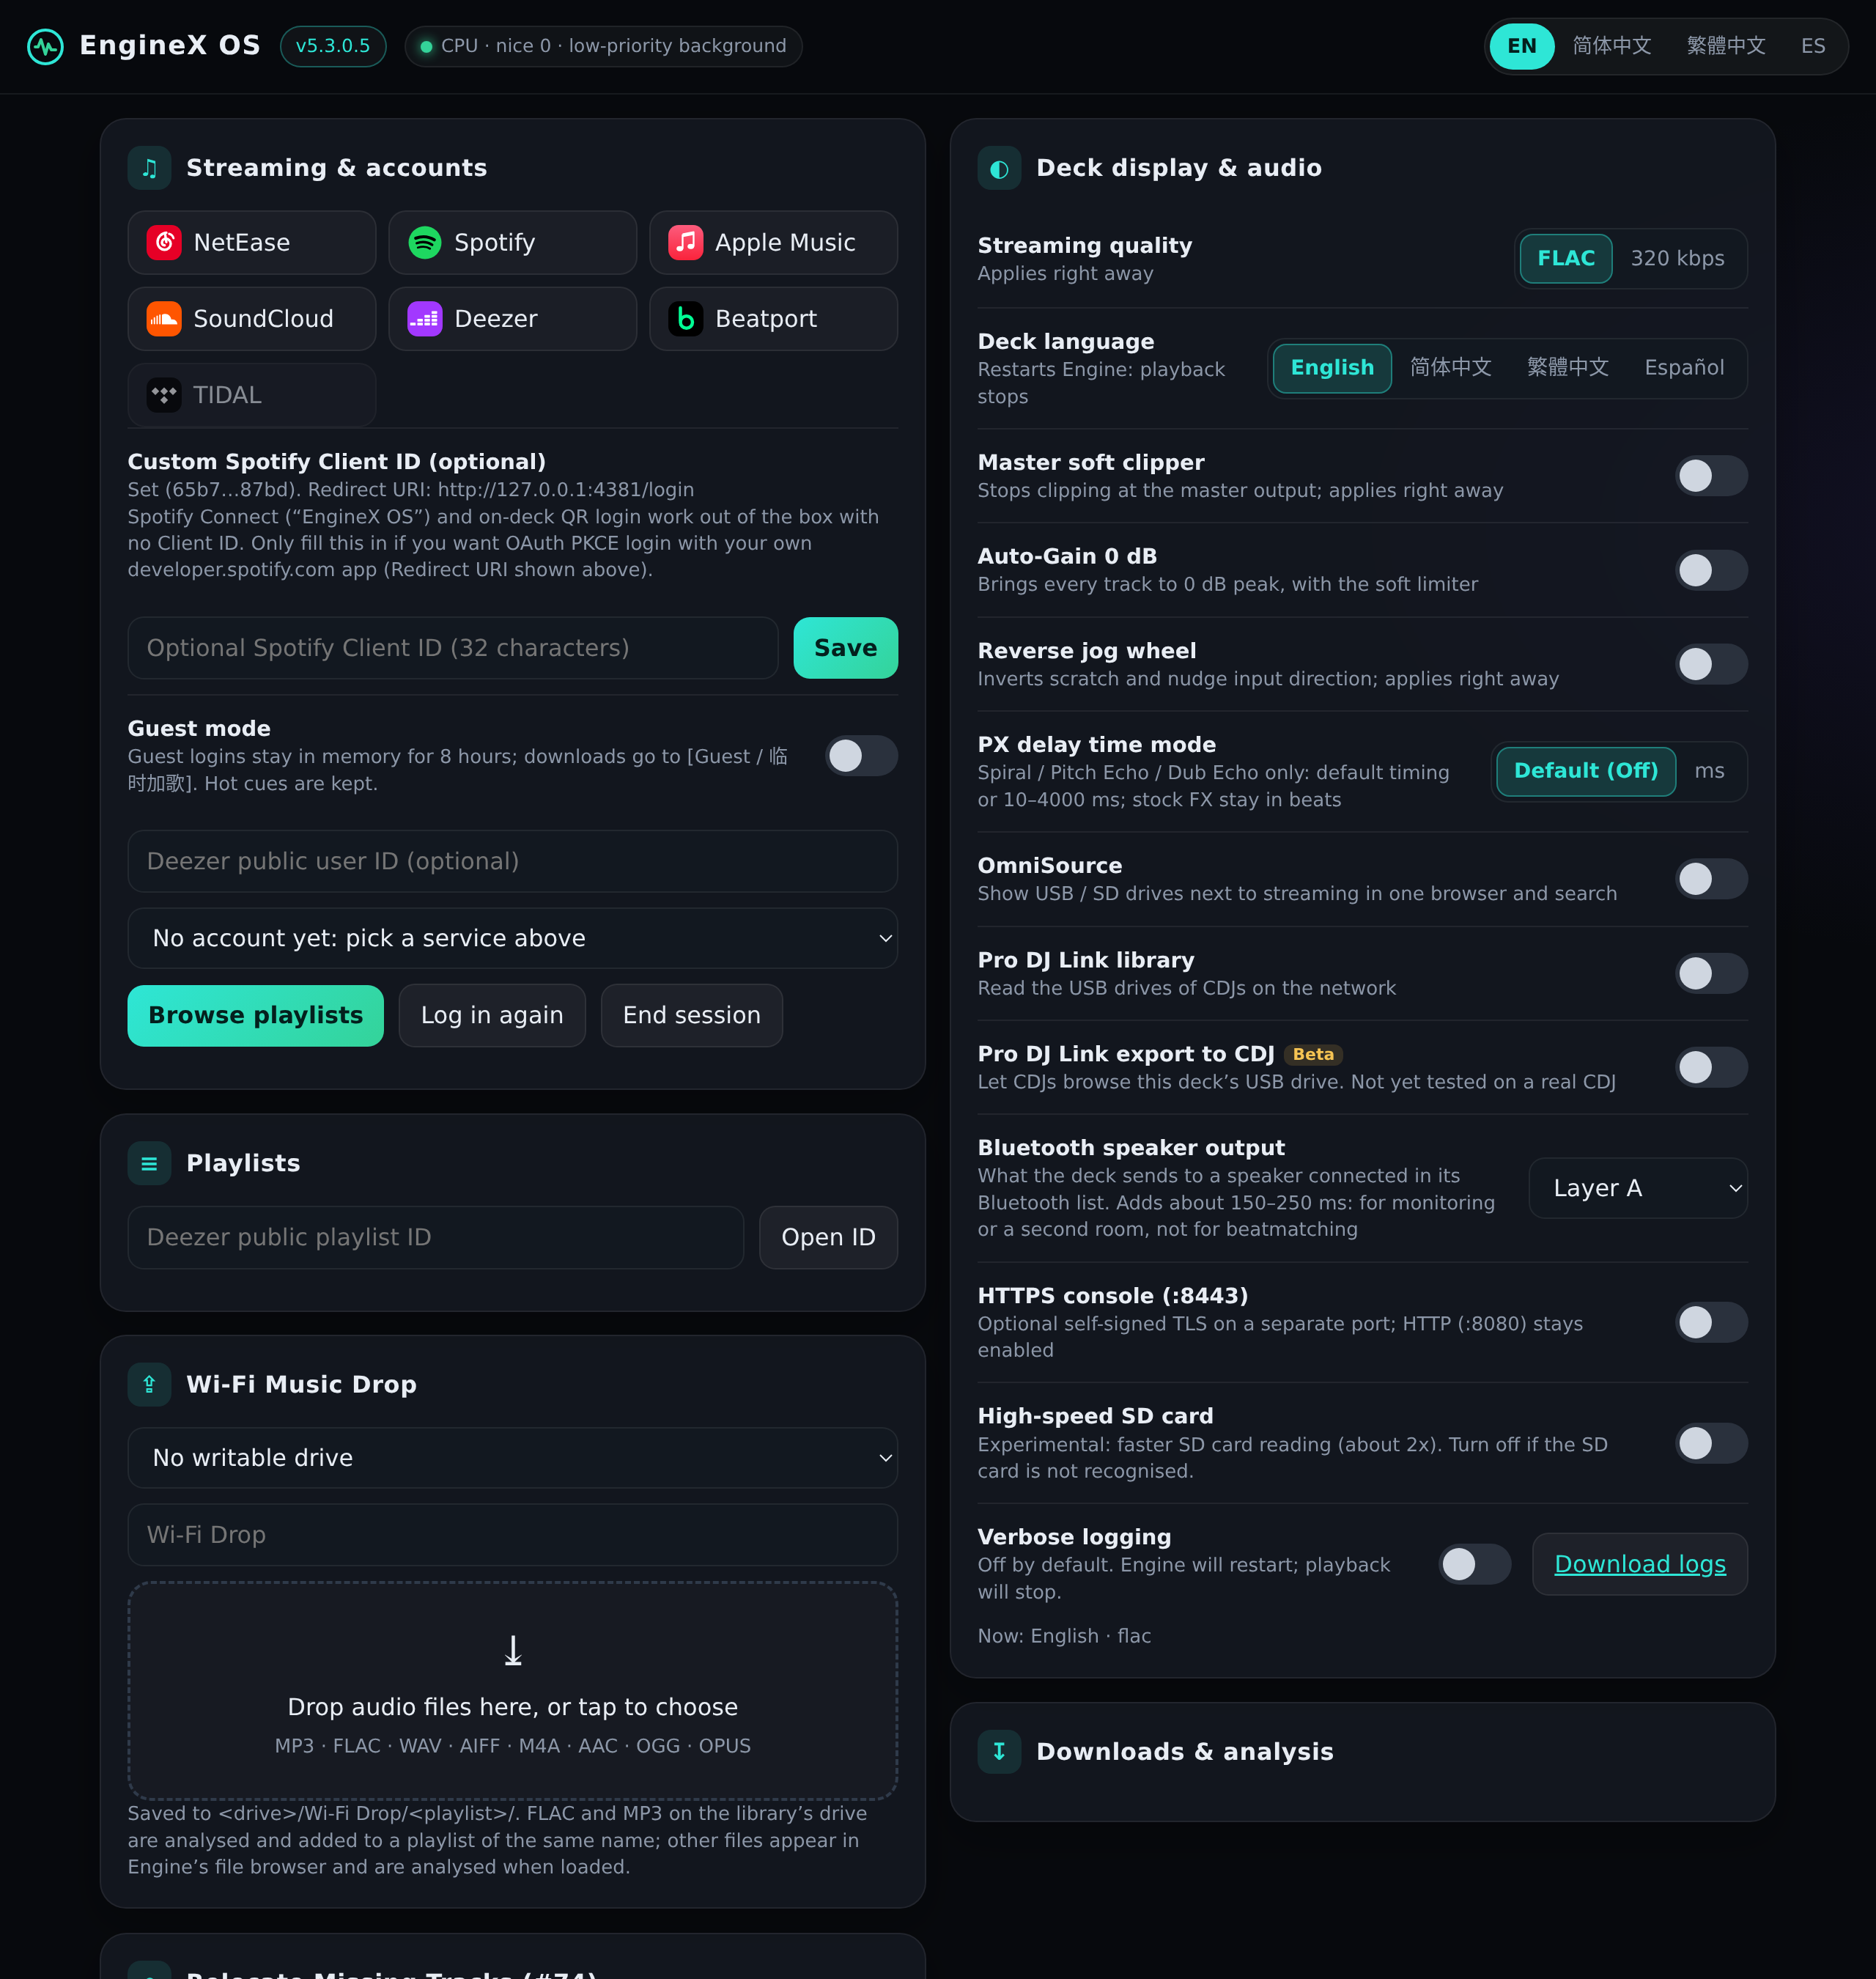 EngineX OS
v5.3.0.5
CPU · nice 0 · low-priority background
EN
简体中文
繁體中文
ES
Streaming & accounts
NetEase
Spotify
Apple Music
SoundCloud
Deezer
Beatport
TIDAL
Custom Spotify Client ID (optional)
Set (65b7…87bd). Redirect URI: http://127.0.0.1:4381/login
Spotify Connect (“EngineX OS”) and on-deck QR login work out of the box with
no Client ID. Only fill this in if you want OAuth PKCE login with your own
developer.spotify.com app (Redirect URI shown above).
Optional Spotify Client ID (32 characters)
Save
Guest mode
Guest logins stay in memory for 8 hours; downloads go to [Guest / 临
时加歌]. Hot cues are kept.
Deezer public user ID (optional)
No account yet: pick a service above
Browse playlists
Log in again
End session
Playlists
Deezer public playlist ID
Open ID
Wi-Fi Music Drop
No writable drive
Wi-Fi Drop
Drop audio files here, or tap to choose
MP3 · FLAC · WAV · AIFF · M4A · AAC · OGG · OPUS
Saved to <drive>/Wi-Fi Drop/<playlist>/. FLAC and MP3 on the library’s drive
are analysed and added to a playlist of the same name; other files appear in
Engine’s file browser and are analysed when loaded.
Relocate Missing Tracks (#74)
Deck display & audio
Streaming quality
Applies right away
FLAC
320 kbps
Deck language
Restarts Engine: playback
stops
English
简体中文
繁體中文
Español
Master soft clipper
Stops clipping at the master output; applies right away
Auto-Gain 0 dB
Brings every track to 0 dB peak, with the soft limiter
Reverse jog wheel
Inverts scratch and nudge input direction; applies right away
PX delay time mode
Spiral / Pitch Echo / Dub Echo only: default timing
or 10–4000 ms; stock FX stay in beats
Default (Off)
ms
OmniSource
Show USB / SD drives next to streaming in one browser and search
Pro DJ Link library
Read the USB drives of CDJs on the network
Pro DJ Link export to CDJ Beta
Let CDJs browse this deck’s USB drive. Not yet tested on a real CDJ
Bluetooth speaker output
What the deck sends to a speaker connected in its
Bluetooth list. Adds about 150–250 ms: for monitoring
or a second room, not for beatmatching
Layer A
HTTPS console (:8443)
Optional self-signed TLS on a separate port; HTTP (:8080) stays
enabled
High-speed SD card
Experimental: faster SD card reading (about 2x). Turn off if the SD
card is not recognised.
Verbose logging
Off by default. Engine will restart; playback
will stop.
Download logs
Now: English · flac
Downloads & analysis